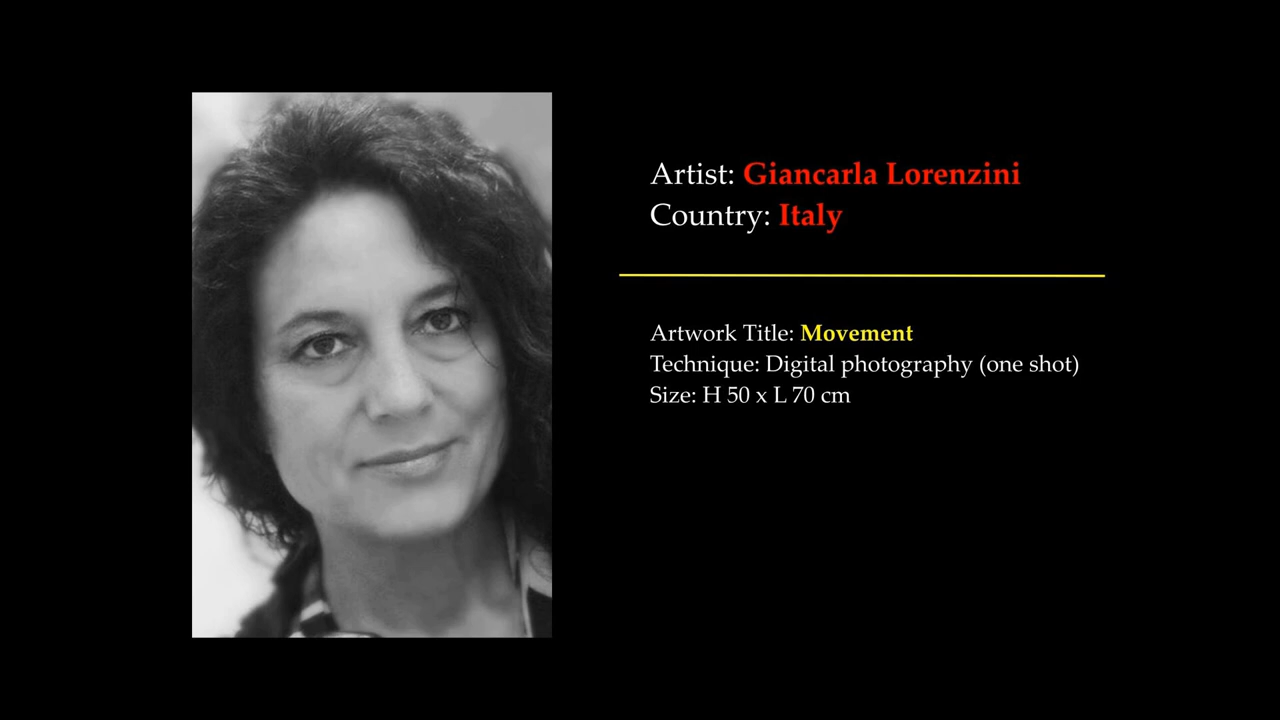 Artist: Giancarla Lorenzini
Country: Italy
Artwork Title: Movement
Technique: Digital photography (one shot)
Size: H 50 x L 70 cm